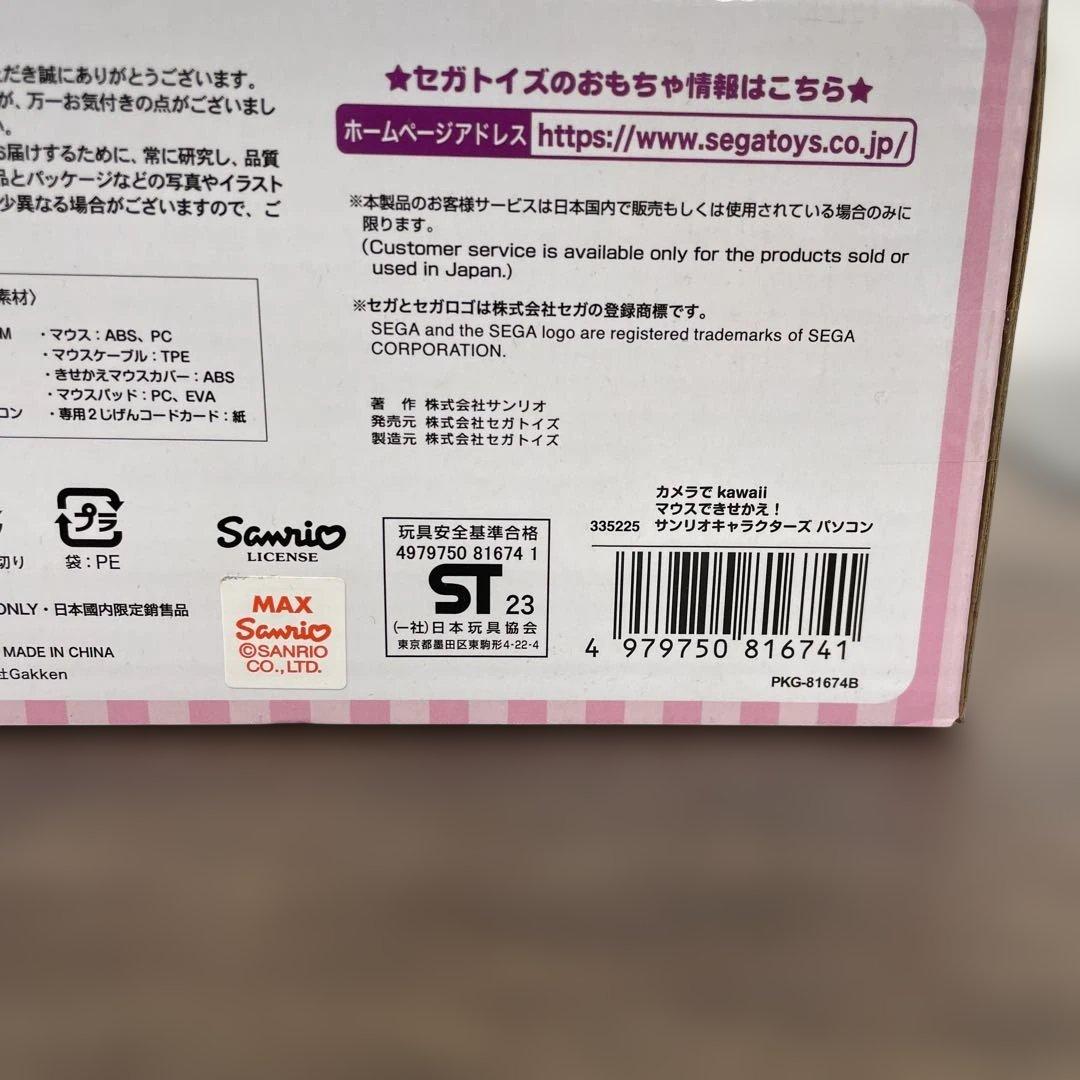 ただき誠にありがとうございます。
が、万一お気付きの点がございまし
い。
お届けするために、常に研究し、品質
品とパッケージなどの写真やイラスト
少異なる場合がございますので、ご
素材〉
M ・マウス：ABS、PC
・マウスケーブル：TPE
・きせかえマウスカバー：ABS
・マウスパッド：PC、EVA
コン ・専用2じげんコードカード：紙
プラ
切り 袋：PE
ONLY・日本國内限定銷售品
MADE IN CHINA
社Gakken
★セガトイズのおもちゃ情報はこちら★
ホームページアドレス https://www.segatoys.co.jp/
※本製品のお客様サービスは日本国内で販売もしくは使用されている場合のみに
限ります。
(Customer service is available only for the products sold or
used in Japan.)
※セガとセガロゴは株式会社セガの登録商標です。
SEGA and the SEGA logo are registered trademarks of SEGA
CORPORATION.
著 作 株式会社サンリオ
発売元 株式会社セガトイズ
製造元 株式会社セガトイズ
Sanrio
LICENSE
MAX
Sanrio
©SANRIO
CO.,LTD.
玩具安全基準合格
4979750 81674 1
ST 23
(一社)日本玩具協会
東京都墨田区東駒形4-22-4
カメラで kawaii
マウスできせかえ！
335225 サンリオキャラクターズ パソコン
4 979750 816741
PKG-81674B